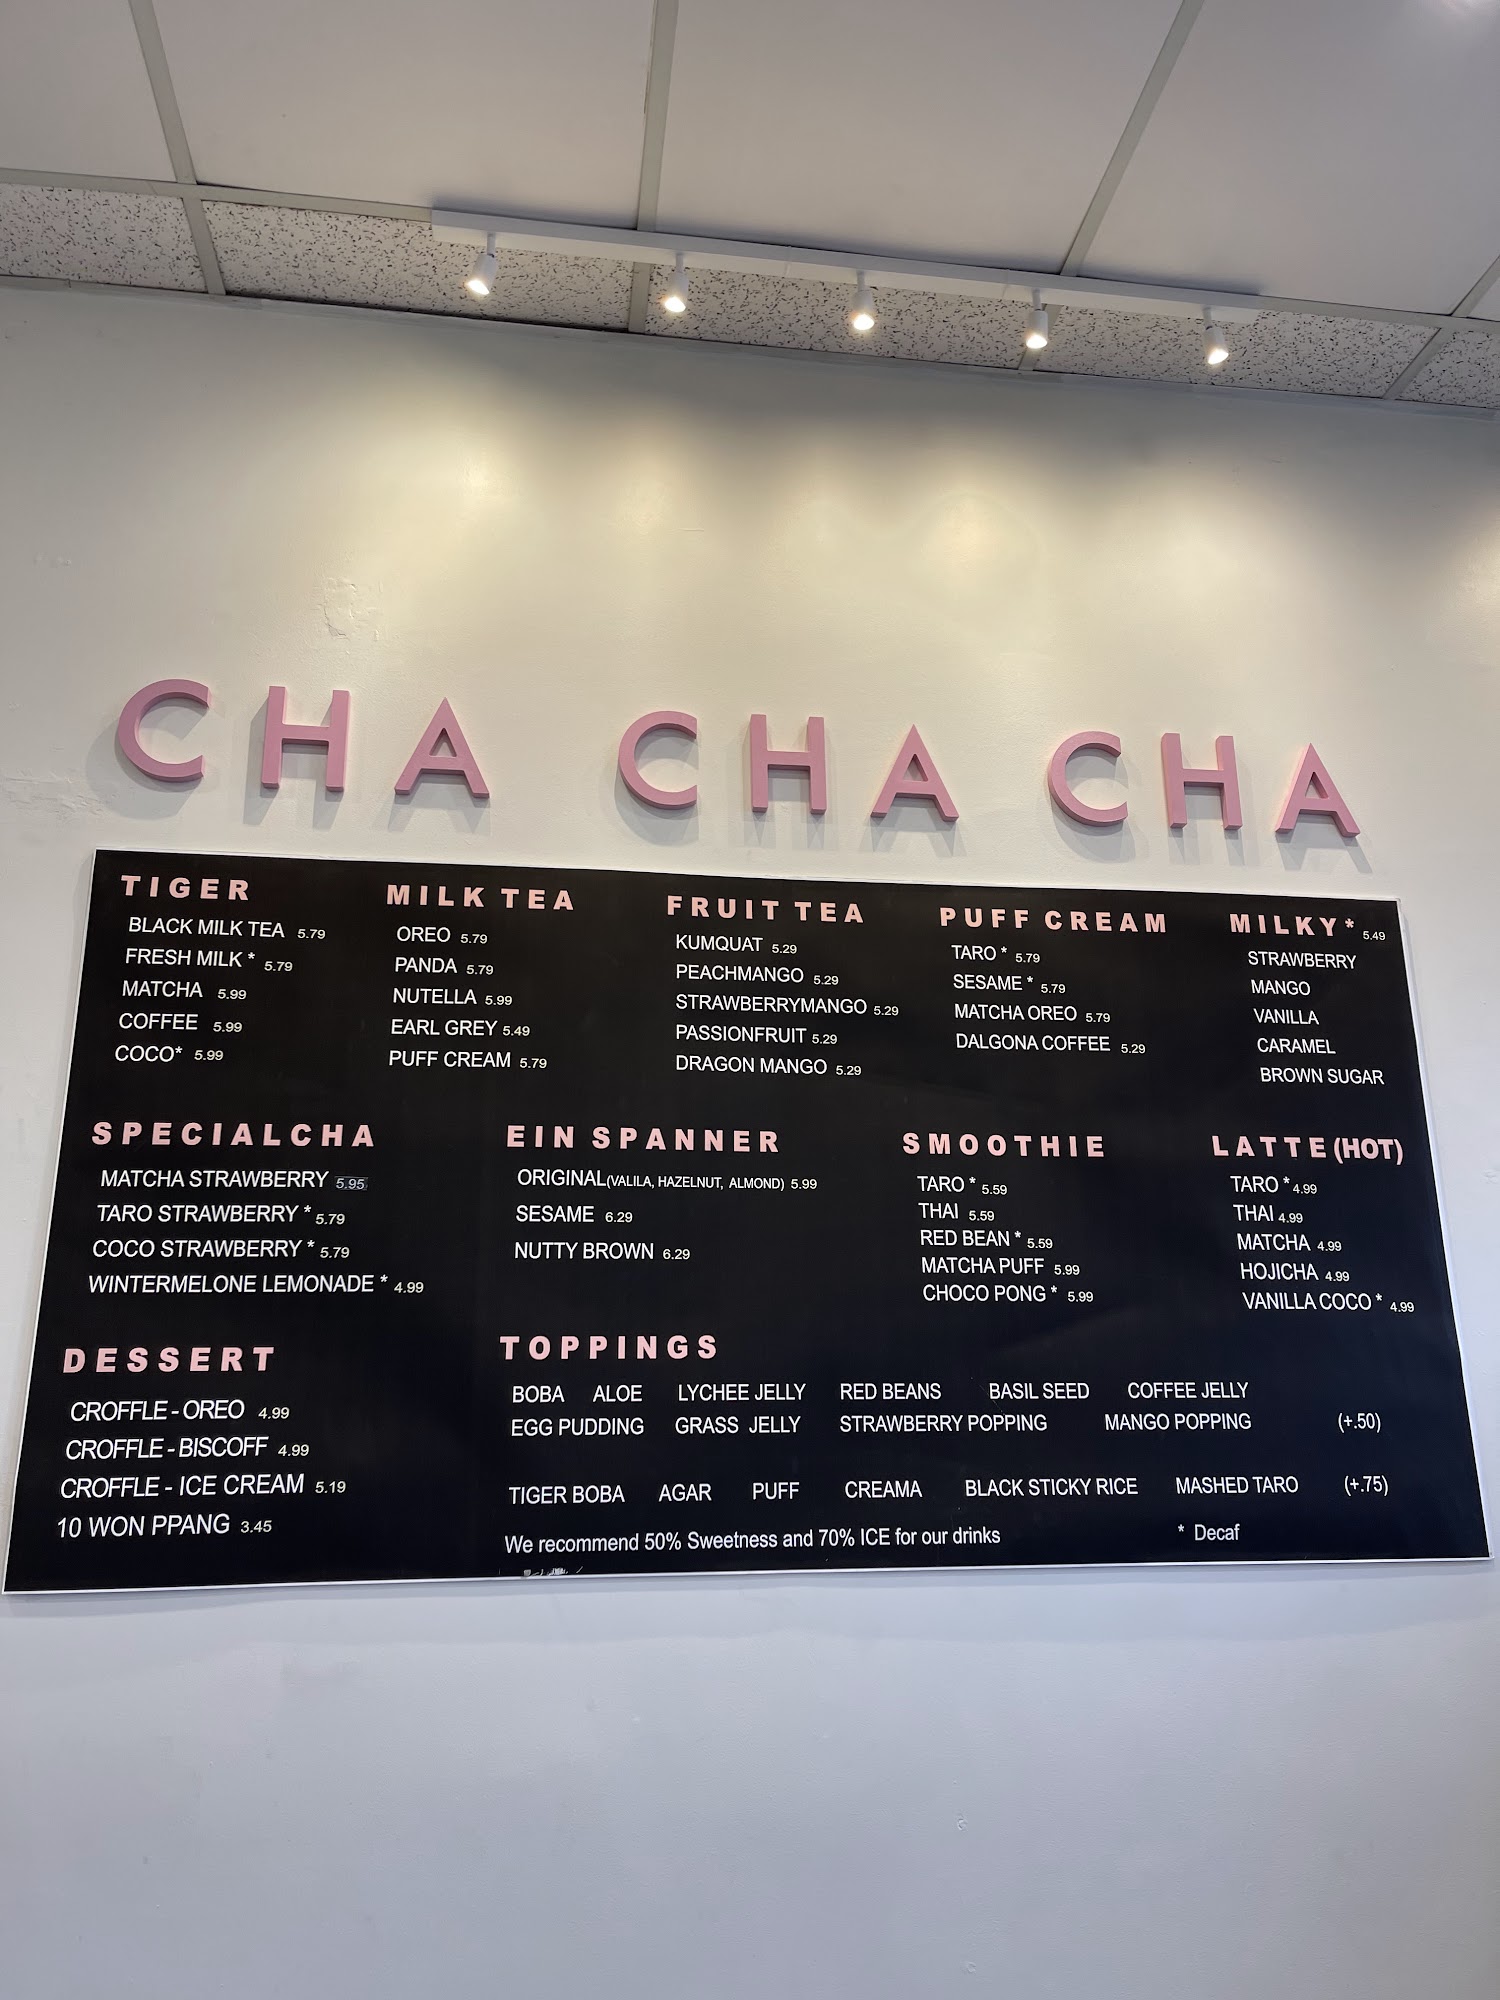 CHA CHA CHA
TIGER
BLACK MILK TEA 5.79
FRESH MILK * 5.79
MATCHA 5.99
COFFEE 5.99
COCO* 5.99
MILK TEA
OREO 5.79
PANDA 5.79
NUTELLA 5.99
EARL GREY 5.49
PUFF CREAM 5.79
FRUIT TEA
KUMQUAT 5.29
PEACHMANGO 5.29
STRAWBERRYMANGO 5.29
PASSIONFRUIT 5.29
DRAGON MANGO 5.29
PUFF CREAM
TARO * 5.79
SESAME * 5.79
MATCHA OREO 5.79
DALGONA COFFEE 5.29
MILKY * 5.49
STRAWBERRY
MANGO
VANILLA
CARAMEL
BROWN SUGAR
SPECIALCHA
MATCHA STRAWBERRY 5.95
TARO STRAWBERRY * 5.79
COCO STRAWBERRY * 5.79
WINTERMELONE LEMONADE * 4.99
EIN SPANNER
ORIGINAL(VALILA, HAZELNUT, ALMOND) 5.99
SESAME 6.29
NUTTY BROWN 6.29
SMOOTHIE
TARO * 5.59
THAI 5.59
RED BEAN * 5.59
MATCHA PUFF 5.99
CHOCO PONG * 5.99
LATTE (HOT)
TARO * 4.99
THAI 4.99
MATCHA 4.99
HOJICHA 4.99
VANILLA COCO * 4.99
DESSERT
CROFFLE - OREO 4.99
CROFFLE - BISCOFF 4.99
CROFFLE - ICE CREAM 5.19
10 WON PPANG 3.45
TOPPINGS
BOBA ALOE LYCHEE JELLY RED BEANS BASIL SEED COFFEE JELLY
EGG PUDDING GRASS JELLY STRAWBERRY POPPING MANGO POPPING (+.50)
TIGER BOBA AGAR PUFF CREAMA BLACK STICKY RICE MASHED TARO (+.75)
We recommend 50% Sweetness and 70% ICE for our drinks * Decaf